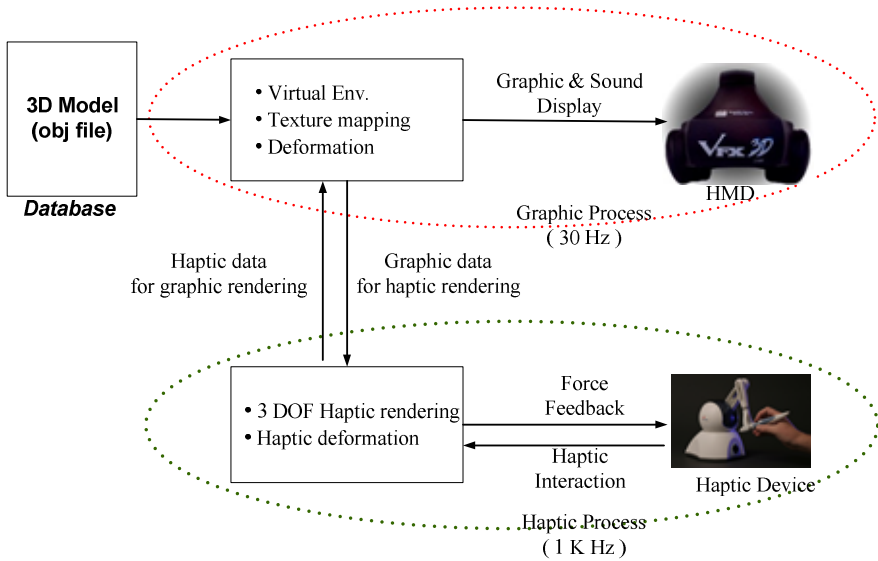 3D Model
(obj file)
Database
• Virtual Env.
• Texture mapping
• Deformation
Graphic & Sound
Display
VFX 3D
HMD
Graphic Process
( 30 Hz )
Haptic data
for graphic rendering
Graphic data
for haptic rendering
• 3 DOF Haptic rendering
• Haptic deformation
Force
Feedback
Haptic
Interaction
Haptic Device
Haptic Process
( 1 K Hz )